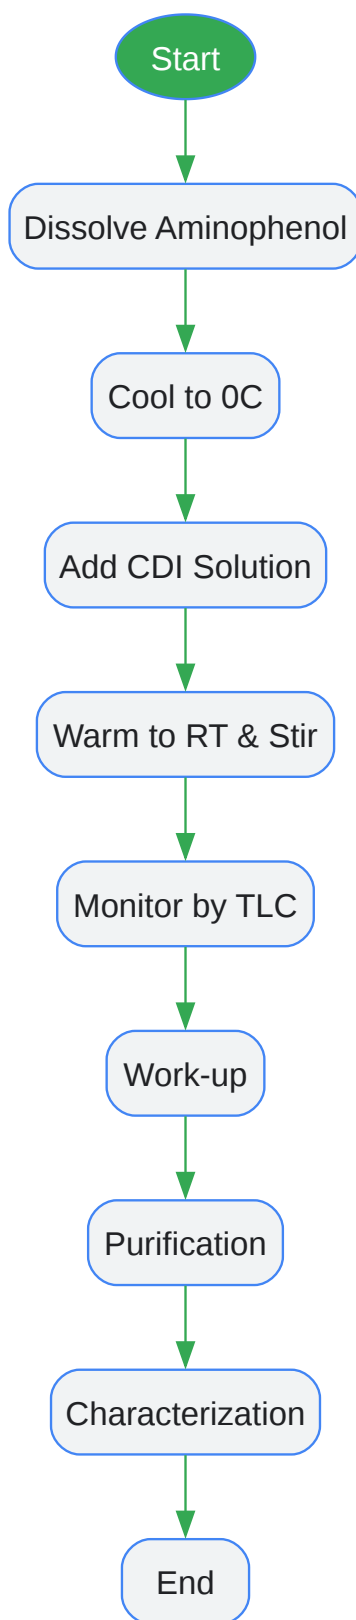 Start
Dissolve Aminophenol
Cool to 0C
Add CDI Solution
Warm to RT & Stir
Monitor by TLC
Work-up
Purification
Characterization
End